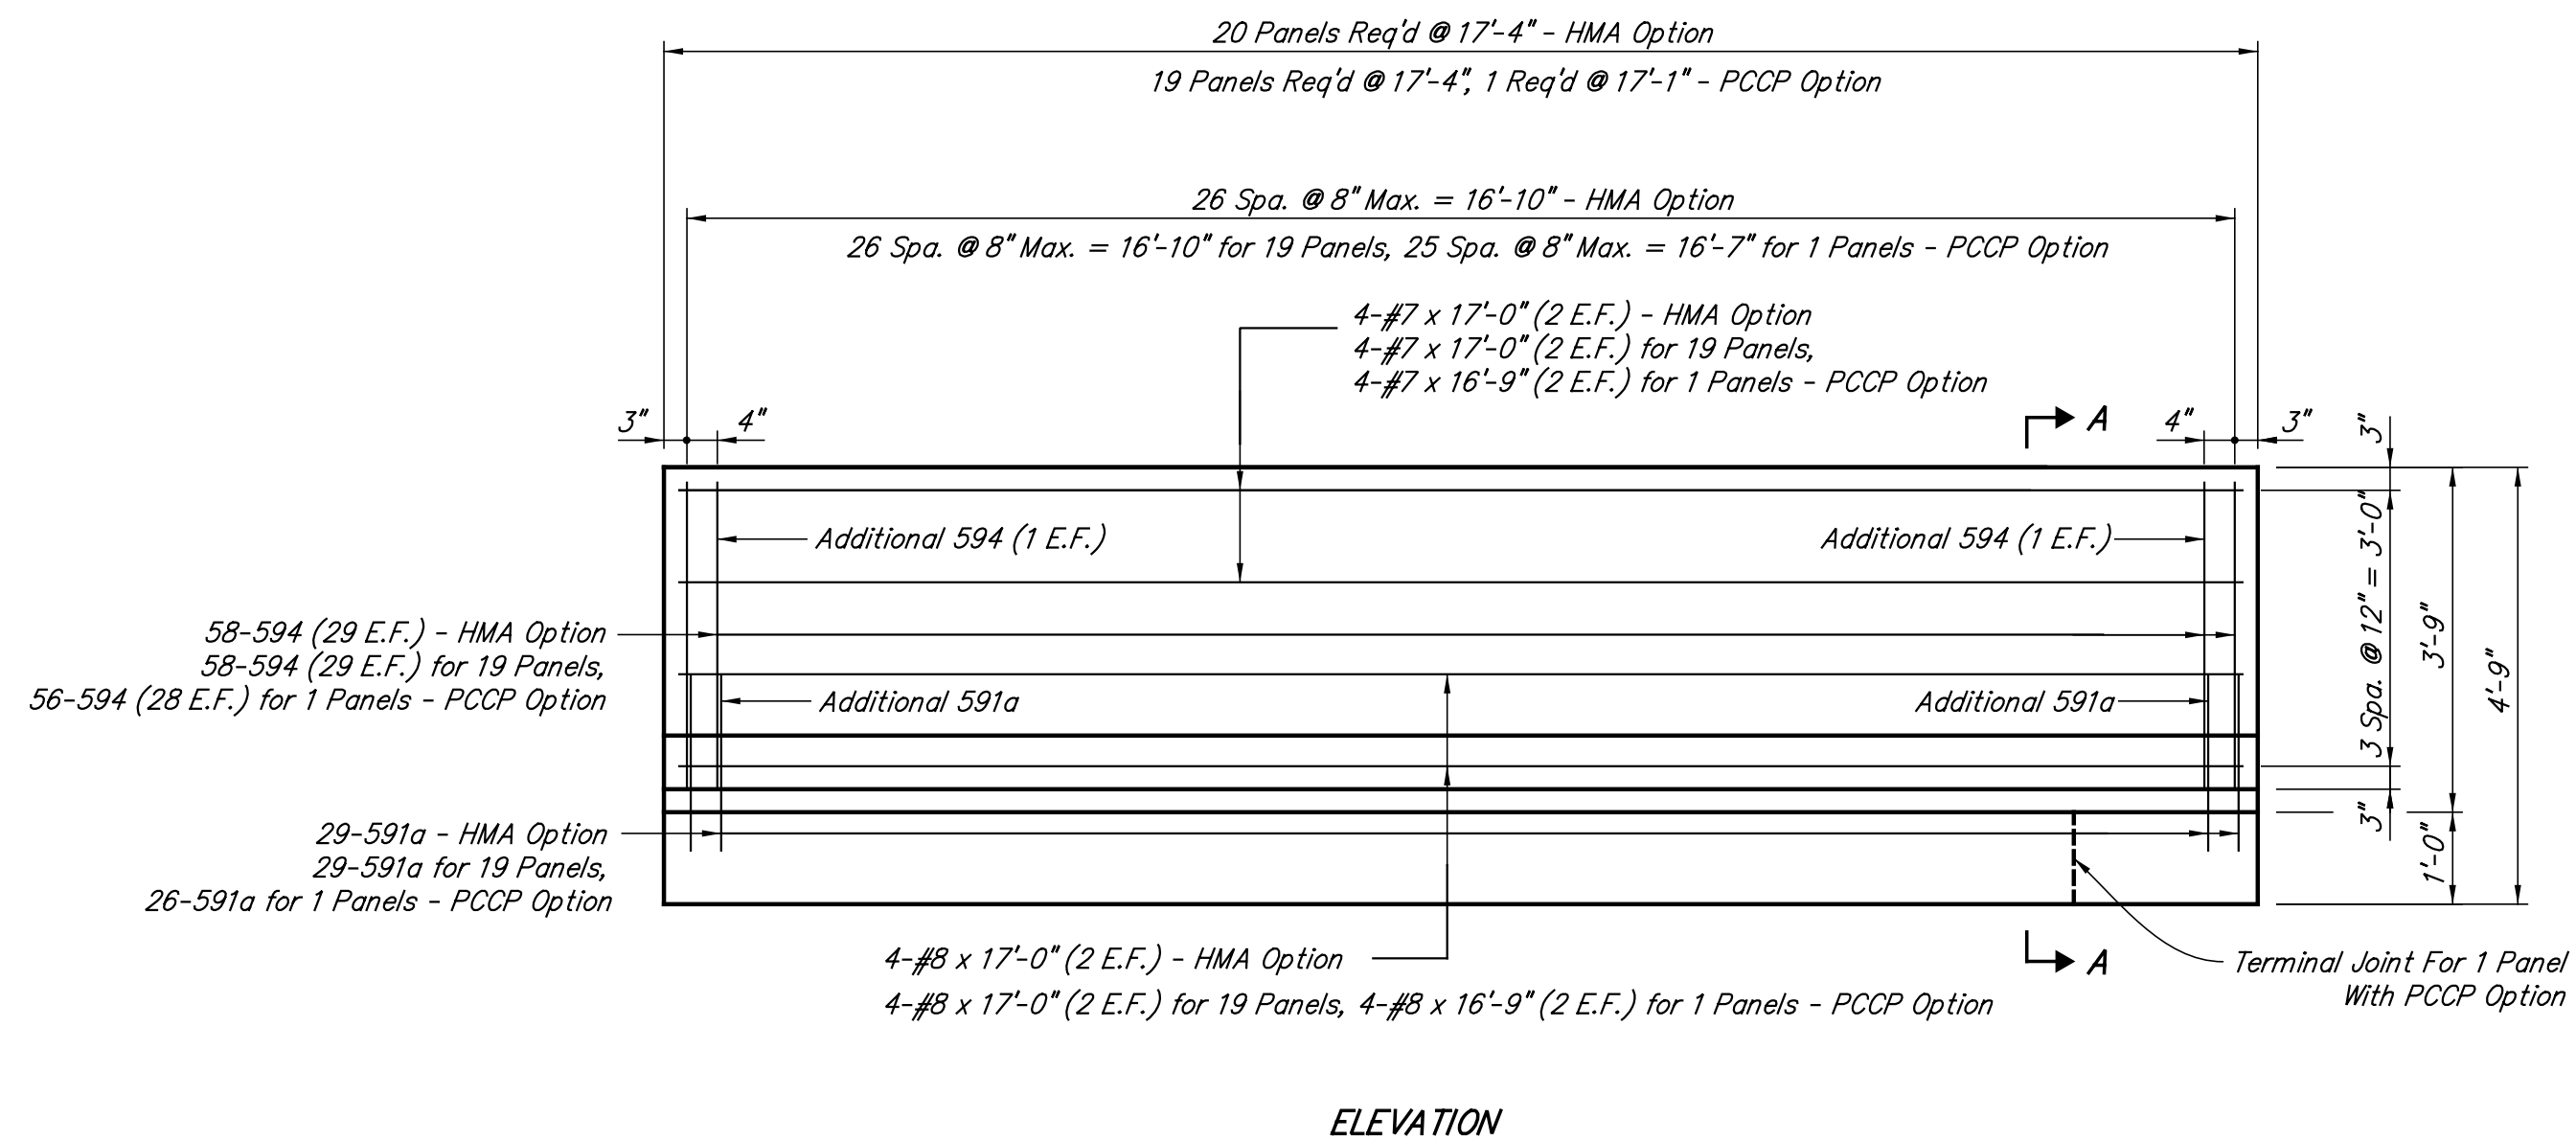 20 Panels Req'd @ 17'-4" - HMA Option
19 Panels Req'd @ 17'-4", 1 Req'd @ 17'-1" - PCCP Option
26 Spa. @ 8" Max. = 16'-10" - HMA Option
26 Spa. @ 8" Max. = 16'-10" for 19 Panels, 25 Spa. @ 8" Max. = 16'-7" for 1 Panels - PCCP Option
4-#7 x 17'-0" (2 E.F.) - HMA Option
4-#7 x 17'-0" (2 E.F.) for 19 Panels,
4-#7 x 16'-9" (2 E.F.) for 1 Panels - PCCP Option
3"
4"
A
4"
3"
3"
Additional 594 (1 E.F.)
Additional 594 (1 E.F.)
3 Spa. @ 12" = 3'-0"
3'-9"
4'-9"
58-594 (29 E.F.) - HMA Option
58-594 (29 E.F.) for 19 Panels,
56-594 (28 E.F.) for 1 Panels - PCCP Option
Additional 591a
Additional 591a
3"
1'-0"
29-591a - HMA Option
29-591a for 19 Panels,
26-591a for 1 Panels - PCCP Option
4-#8 x 17'-0" (2 E.F.) - HMA Option
4-#8 x 17'-0" (2 E.F.) for 19 Panels, 4-#8 x 16'-9" (2 E.F.) for 1 Panels - PCCP Option
A
Terminal Joint For 1 Panel
With PCCP Option
ELEVATION